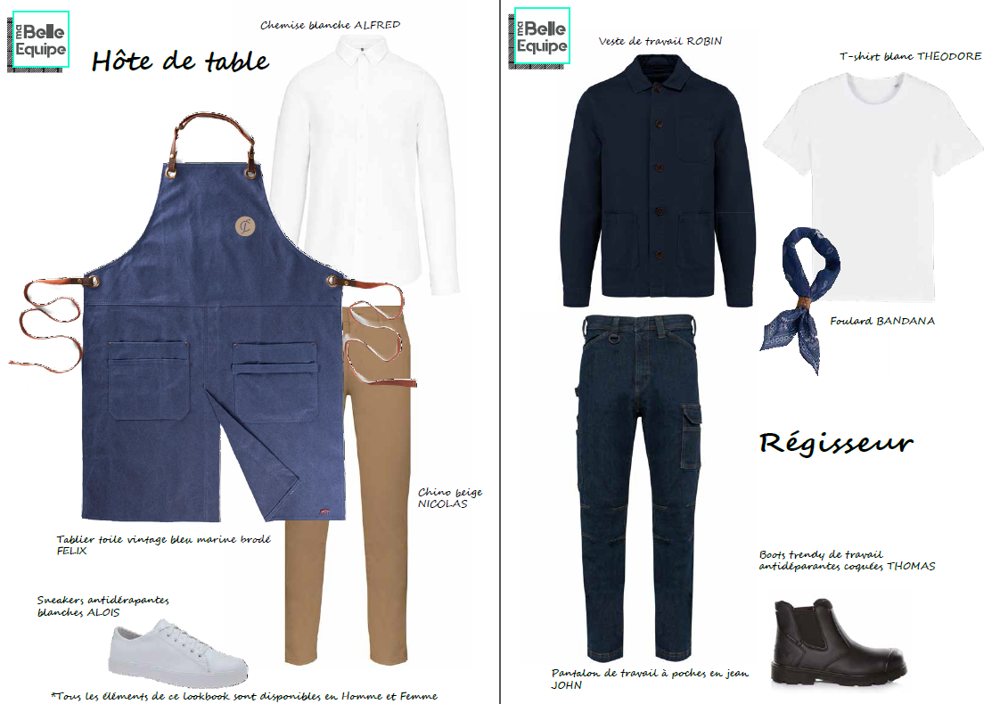 ma
Belle
Equipe
Hôte de table
Chemise blanche ALFRED
Chino beige
NICOLAS
Tablier toile vintage bleu marine brodé
FELIX
Sneakers antidérapantes
blanches ALOIS
*Tous les éléments de ce lookbook sont disponibles en Homme et Femme
ma
Belle
Equipe
Veste de travail ROBIN
T-shirt blanc THEODORE
Foulard BANDANA
Régisseur
Boots trendy de travail
antidéparantes coquées THOMAS
Pantalon de travail à poches en jean
JOHN